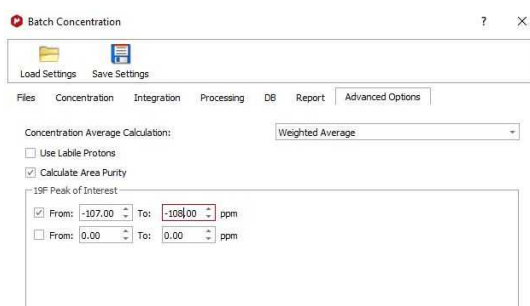 Batch Concentration ? X
Load Settings Save Settings
Files Concentration Integration Processing DB Report Advanced Options
Concentration Average Calculation: Weighted Average
Use Labile Protons
Calculate Area Purity
19F Peak of Interest
From: -107.00 To: -108.00 ppm
From: 0.00 To: 0.00 ppm